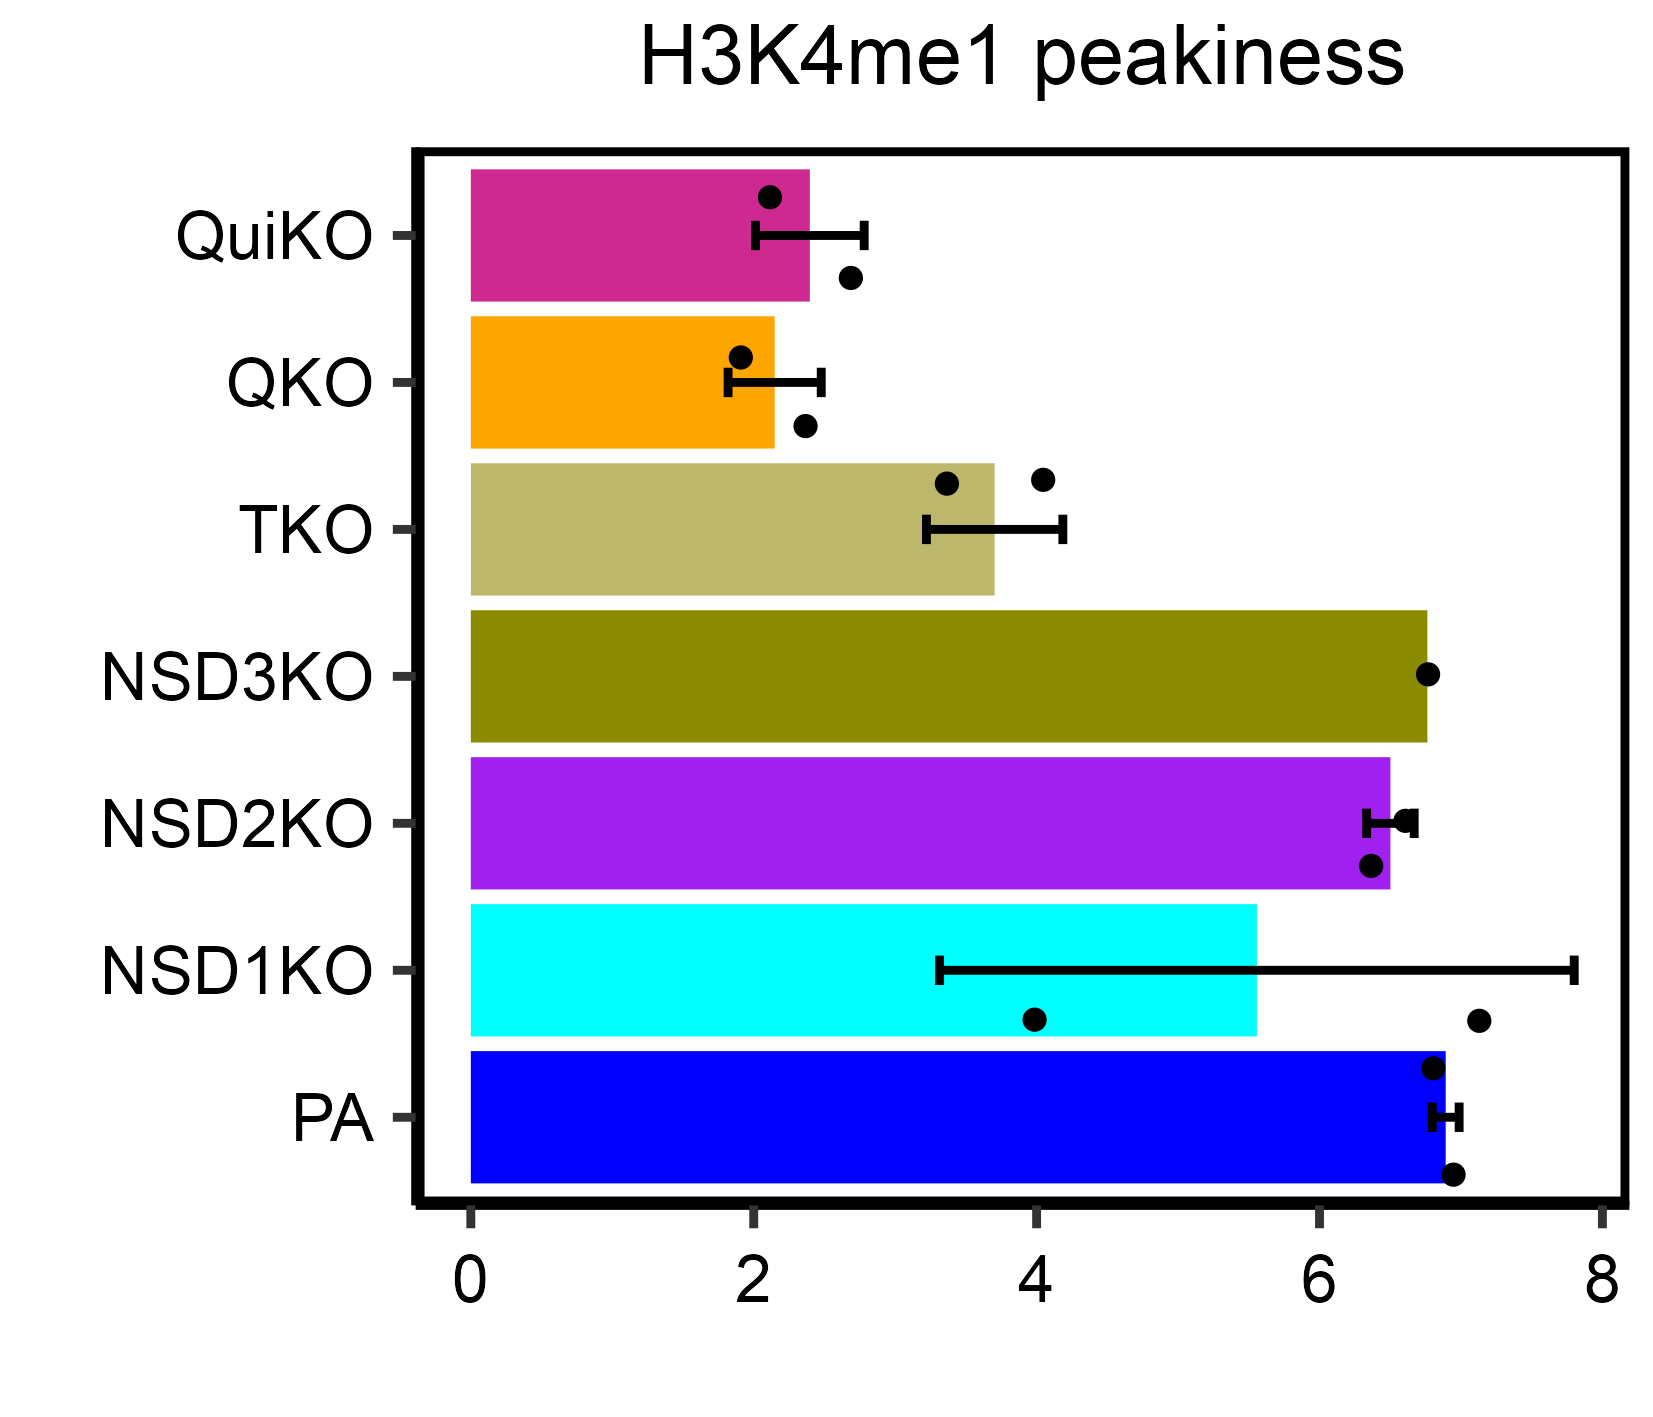 H3K4me1 peakiness
QuiKO
QKO
TKO
NSD3KO
NSD2KO
NSD1KO
PA
0 2 4 6 8